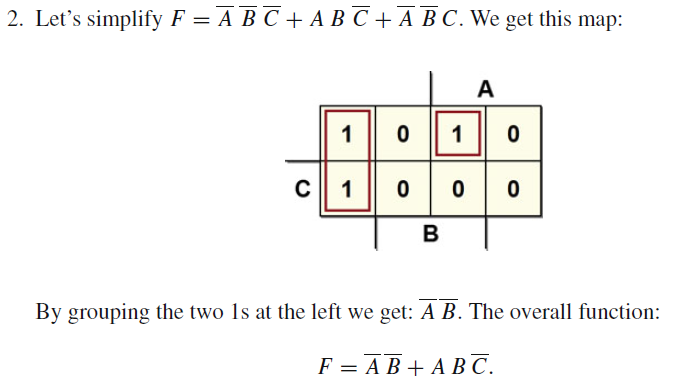 2. Let's simplify F = A̅ B̅ C̅ + A B C̅ + A̅ B̅ C. We get this map:
A
1 0 1 0
C 1 0 0 0
B
By grouping the two 1s at the left we get: A̅ B̅. The overall function:
F = A̅ B̅ + A B C̅.